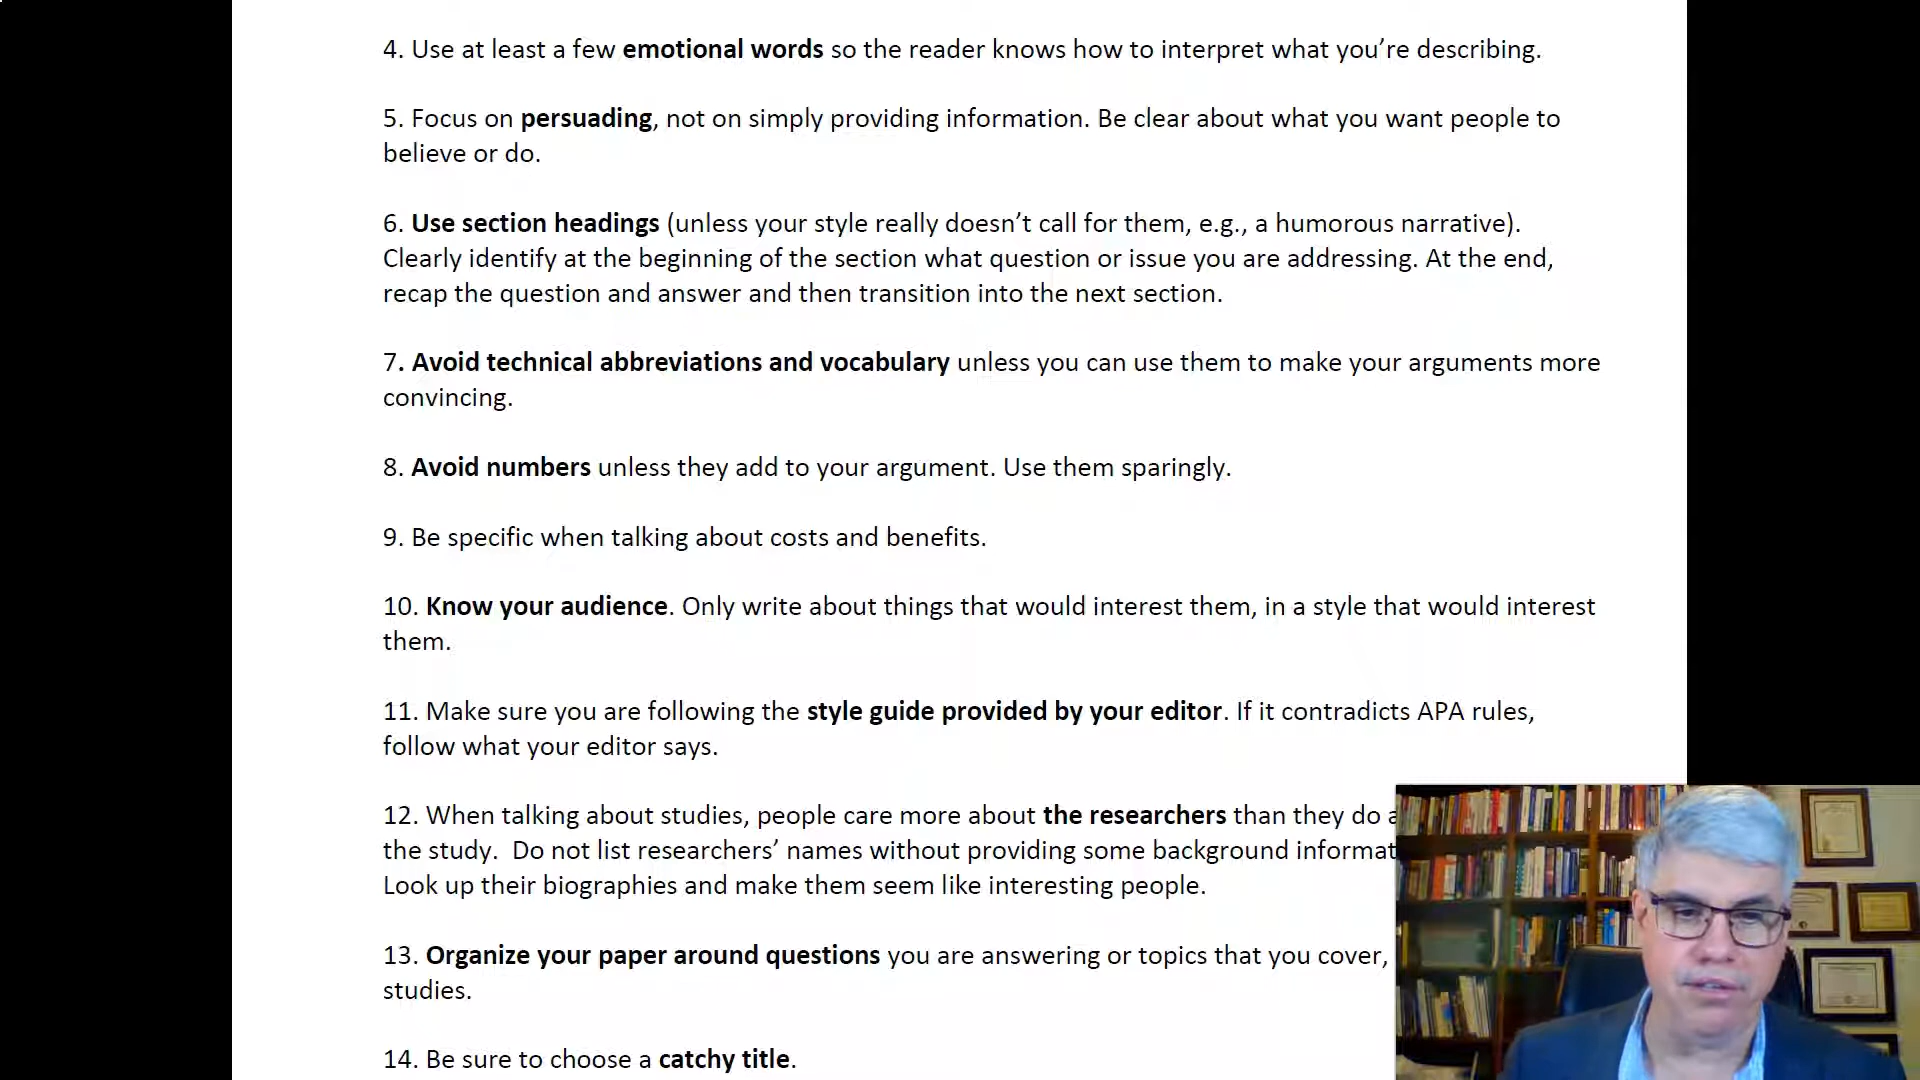 4. Use at least a few emotional words so the reader knows how to interpret what you’re describing.
5. Focus on persuading, not on simply providing information. Be clear about what you want people to
believe or do.
6. Use section headings (unless your style really doesn’t call for them, e.g., a humorous narrative).
Clearly identify at the beginning of the section what question or issue you are addressing. At the end,
recap the question and answer and then transition into the next section.
7. Avoid technical abbreviations and vocabulary unless you can use them to make your arguments more
convincing.
8. Avoid numbers unless they add to your argument. Use them sparingly.
9. Be specific when talking about costs and benefits.
10. Know your audience. Only write about things that would interest them, in a style that would interest
them.
11. Make sure you are following the style guide provided by your editor. If it contradicts APA rules,
follow what your editor says.
12. When talking about studies, people care more about the researchers than they do
the study.  Do not list researchers’ names without providing some background
Look up their biographies and make them seem like interesting people.
13. Organize your paper around questions you are answering or topics that you cover,
studies.
14. Be sure to choose a catchy title.